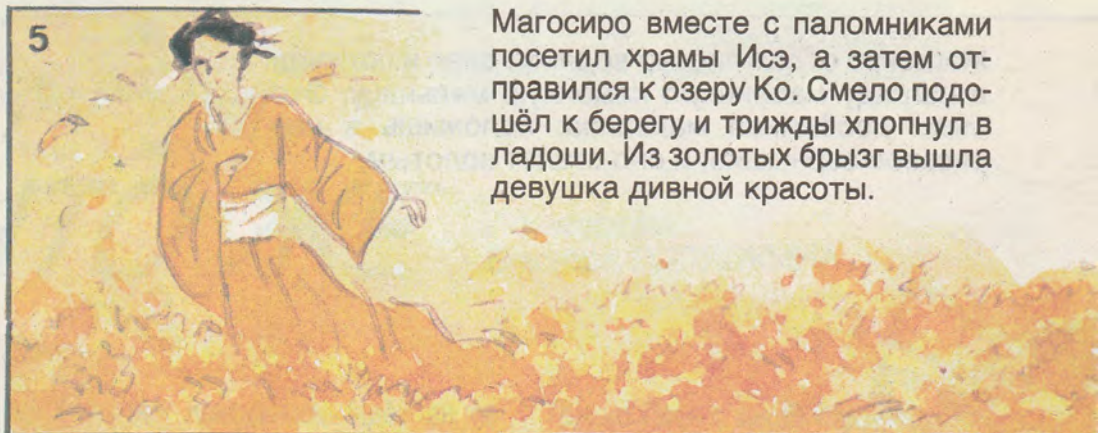 5
Магосиро вместе с паломниками
посетил храмы Исэ, а затем от-
правился к озеру Ко. Смело подо-
шёл к берегу и трижды хлопнул в
ладоши. Из золотых брызг вышла
девушка дивной красоты.